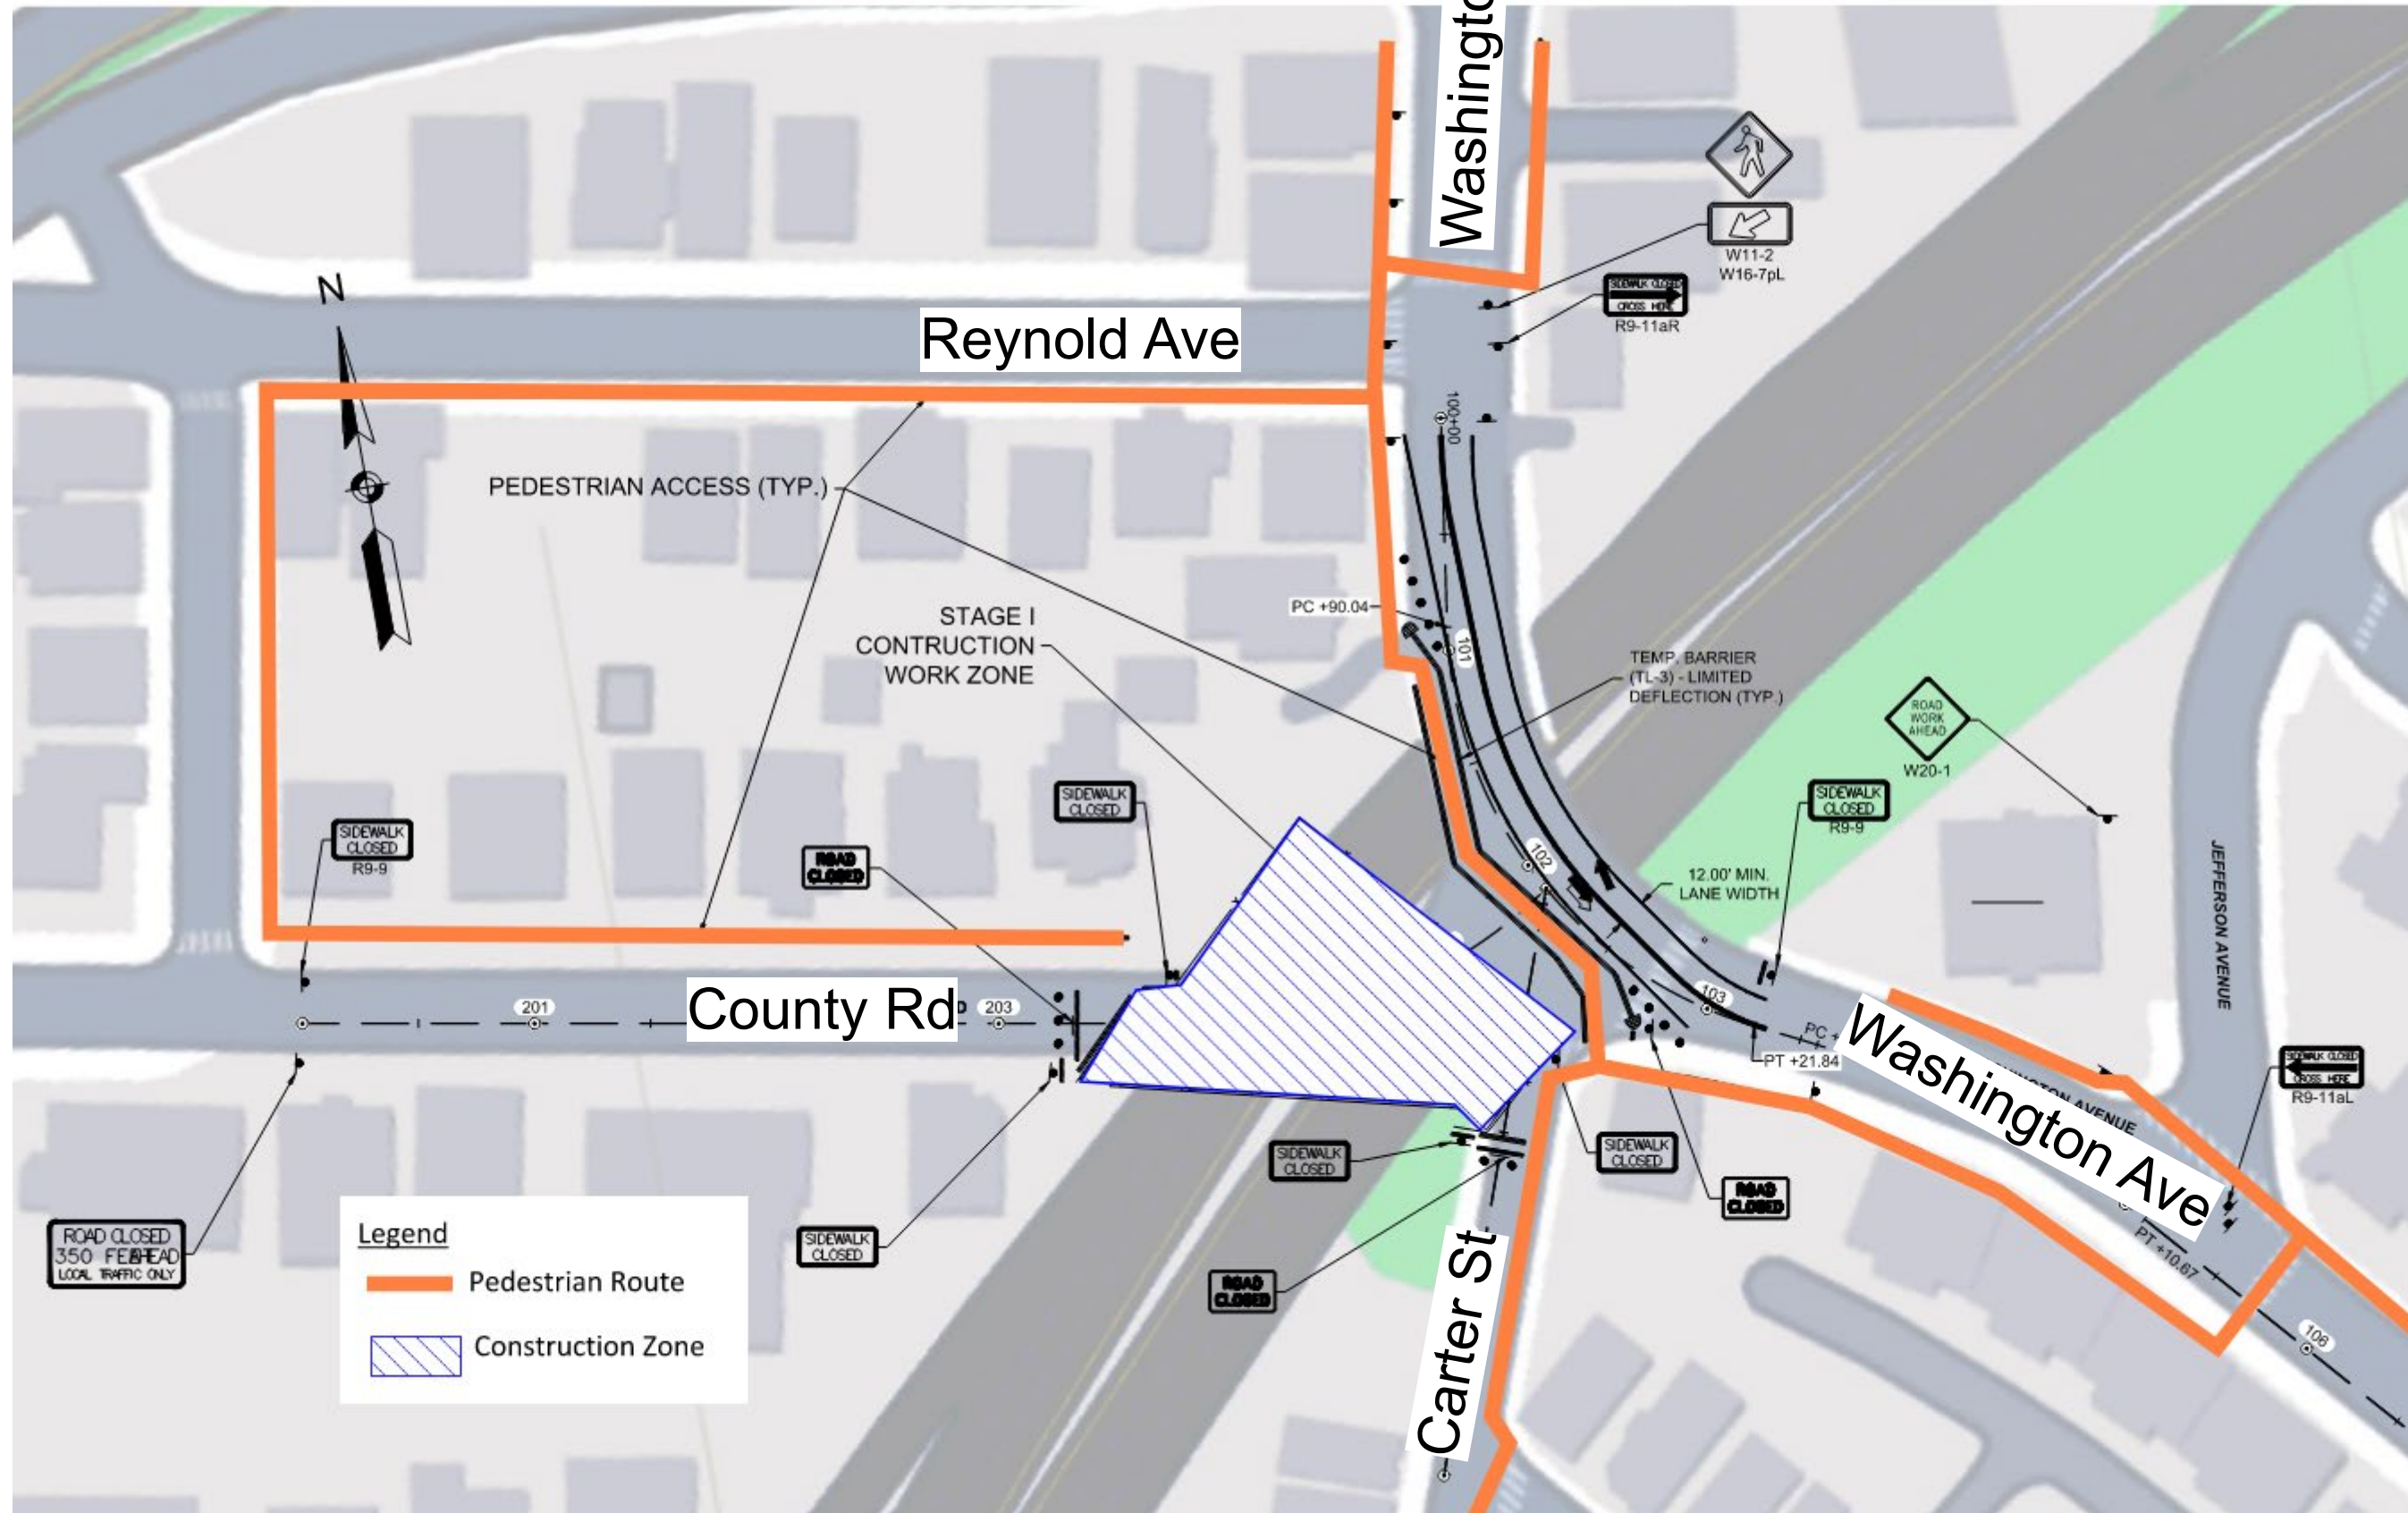 Washingto
W11-2
W16-7pL
SIDEWALK CLOSED
CROSS HERE
R9-11aR
N
Reynold Ave
100+00
PEDESTRIAN ACCESS (TYP.)
PC +90.04
101
STAGE I
CONTRUCTION
WORK ZONE
TEMP. BARRIER
(TL-3) - LIMITED
DEFLECTION (TYP.)
ROAD
WORK
AHEAD
W20-1
SIDEWALK
CLOSED
SIDEWALK
CLOSED
R9-9
SIDEWALK
CLOSED
R9-9
ROAD
CLOSED
102
12.00' MIN.
LANE WIDTH
JEFFERSON AVENUE
201
County Rd
203
103
PC +
PT +21.84
Washington Ave
AVENUE
SIDEWALK CLOSED
CROSS HERE
R9-11aL
SIDEWALK
CLOSED
SIDEWALK
CLOSED
ROAD
CLOSED
ROAD CLOSED
LOCAL TRAFFIC ONLY
SIDEWALK
CLOSED
ROAD
CLOSED
Carter St
PT +10.67
106
Legend
Pedestrian Route
Construction Zone